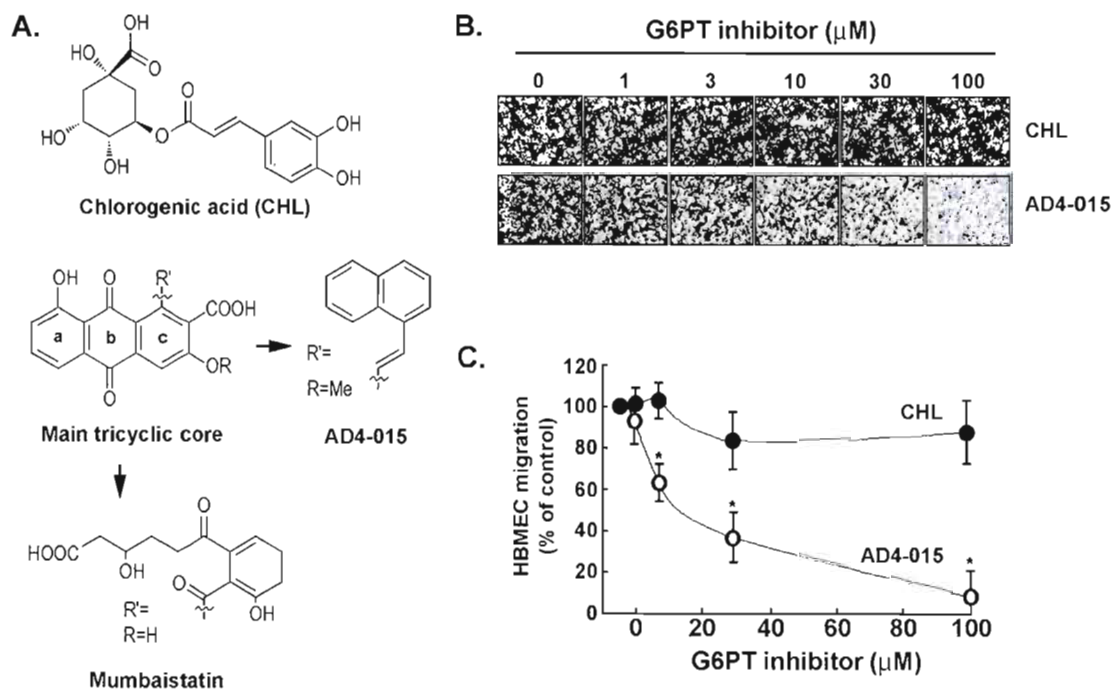 A.
OH
HO
O
OH
HO
OH
O
O
OH
OH
Chlorogenic acid (CHL)
OH
O
R'
COOH
a
b
c
OR
O
Main tricyclic core
R'=
R=Me
AD4-015
O
HOOC
OH
O
OH
R'=
R=H
Mumbaistatin
B.
G6PT inhibitor (μM)
0 1 3 10 30 100
CHL
AD4-015
C.
HBMEC migration
(% of control)
120
100
80
60
40
20
0
CHL
AD4-015
*
*
*
0 20 40 60 80 100
G6PT inhibitor (μM)